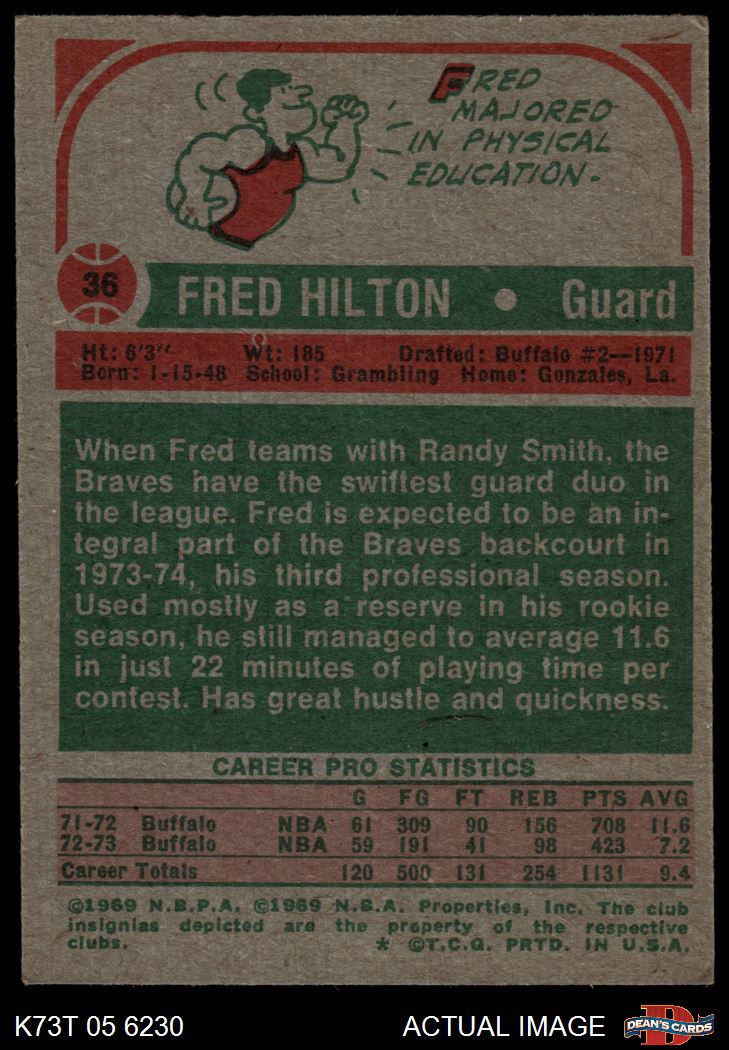 FRED
MAJORED
IN PHYSICAL
EDUCATION-
36
FRED HILTON • Guard
Ht: 6'3" Wt: 185 Drafted: Buffalo #2—1971
Born: 1-15-48 School: Grambling Home: Gonzales, La.
When Fred teams with Randy Smith, the
Braves have the swiftest guard duo in
the league. Fred is expected to be an in-
tegral part of the Braves backcourt in
1973-74, his third professional season.
Used mostly as a reserve in his rookie
season, he still managed to average 11.6
in just 22 minutes of playing time per
contest. Has great hustle and quickness.
CAREER PRO STATISTICS
G FG FT REB PTS AVG
71-72 Buffalo NBA 61 309 90 156 708 11.6
72-73 Buffalo NBA 59 191 41 98 423 7.2
Career Totals 120 500 131 254 1131 9.4
©1969 N.B.P.A. ©1969 N.B.A. Properties, Inc. The club
insignias depicted are the property of the respective
clubs. * ©T.C.G. PRTD. IN U.S.A.
K73T 05 6230 ACTUAL IMAGE DEAN'S CARDS